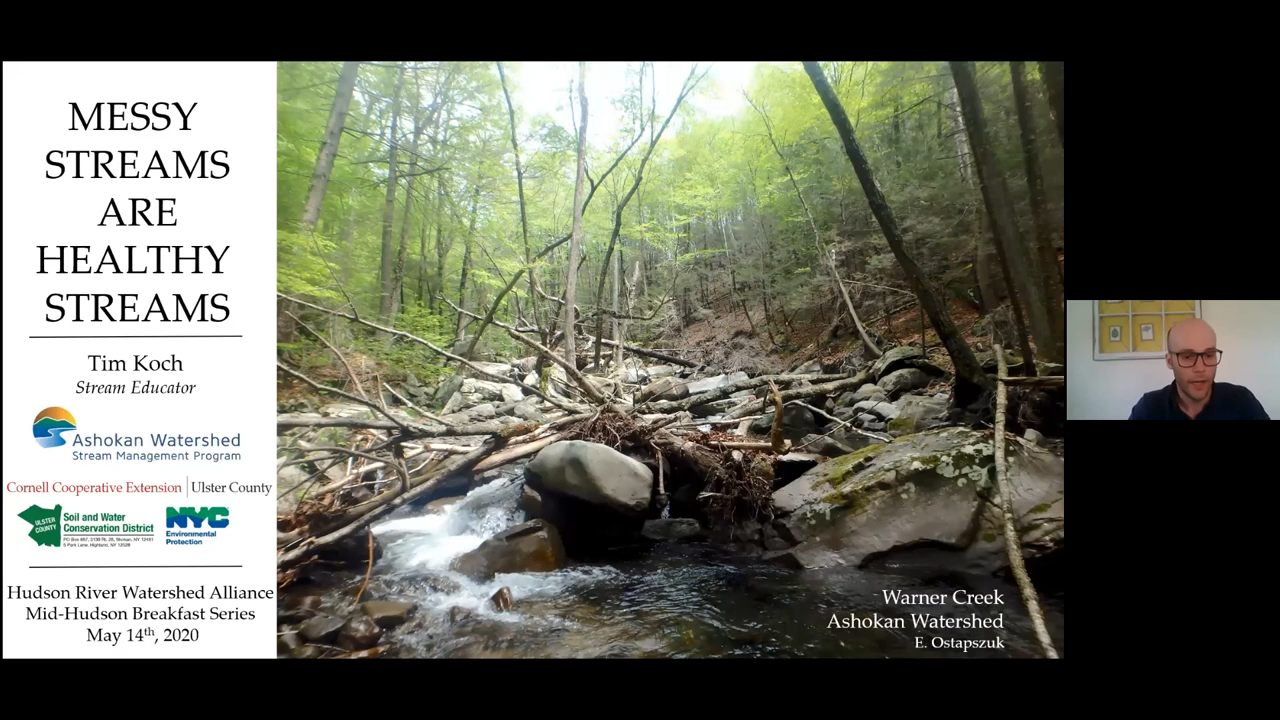 MESSY
STREAMS
ARE
HEALTHY
STREAMS
Tim Koch
Stream Educator
Ashokan Watershed
Stream Management Program
Cornell Cooperative Extension | Ulster County
ULSTER
COUNTY
Soil and Water
Conservation District
NYC
Environmental
Protection
Hudson River Watershed Alliance
Mid-Hudson Breakfast Series
May 14th, 2020
Warner Creek
Ashokan Watershed
E. Ostapszuk